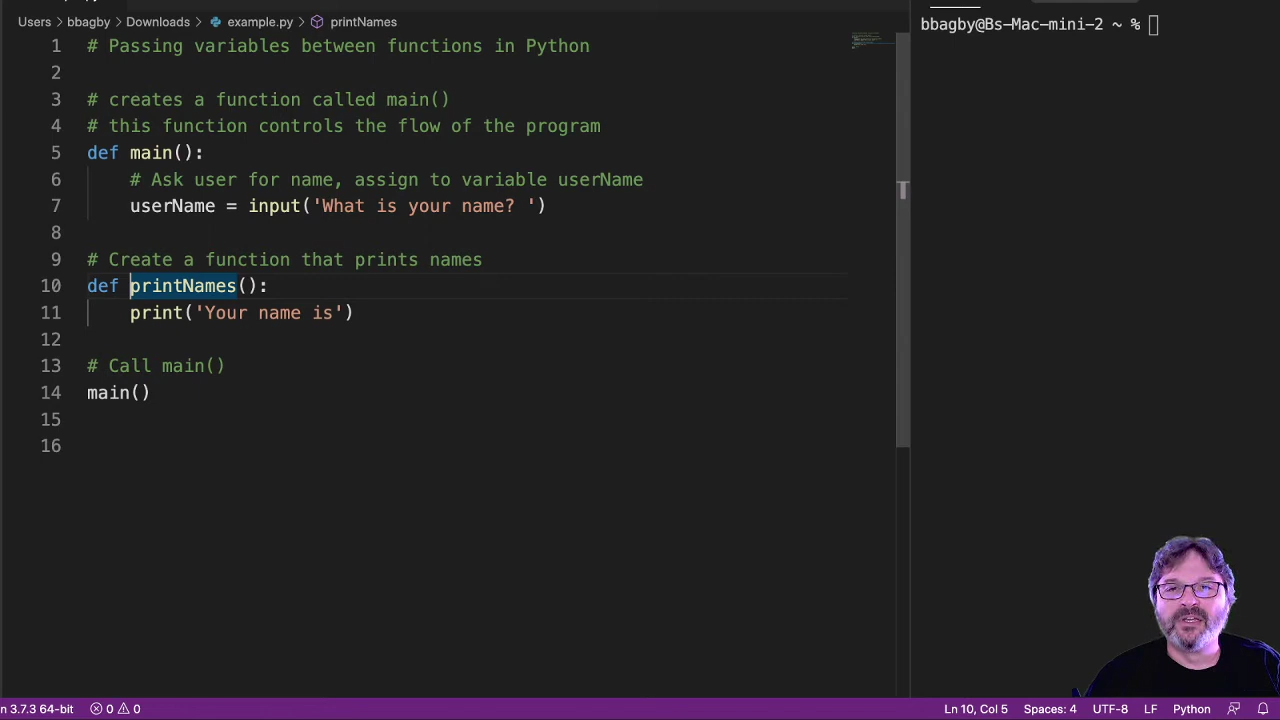 Users > bbagby > Downloads > example.py > printNames
bbagby@Bs-Mac-mini-2 ~ %
1 # Passing variables between functions in Python
2
3 # creates a function called main()
4 # this function controls the flow of the program
5 def main():
6 # Ask user for name, assign to variable userName
7 userName = input('What is your name? ')
8
9 # Create a function that prints names
10 def printNames():
11 print('Your name is')
12
13 # Call main()
14 main()
15
16
n 3.7.3 64-bit 0 0 Ln 10, Col 5 Spaces: 4 UTF-8 LF Python